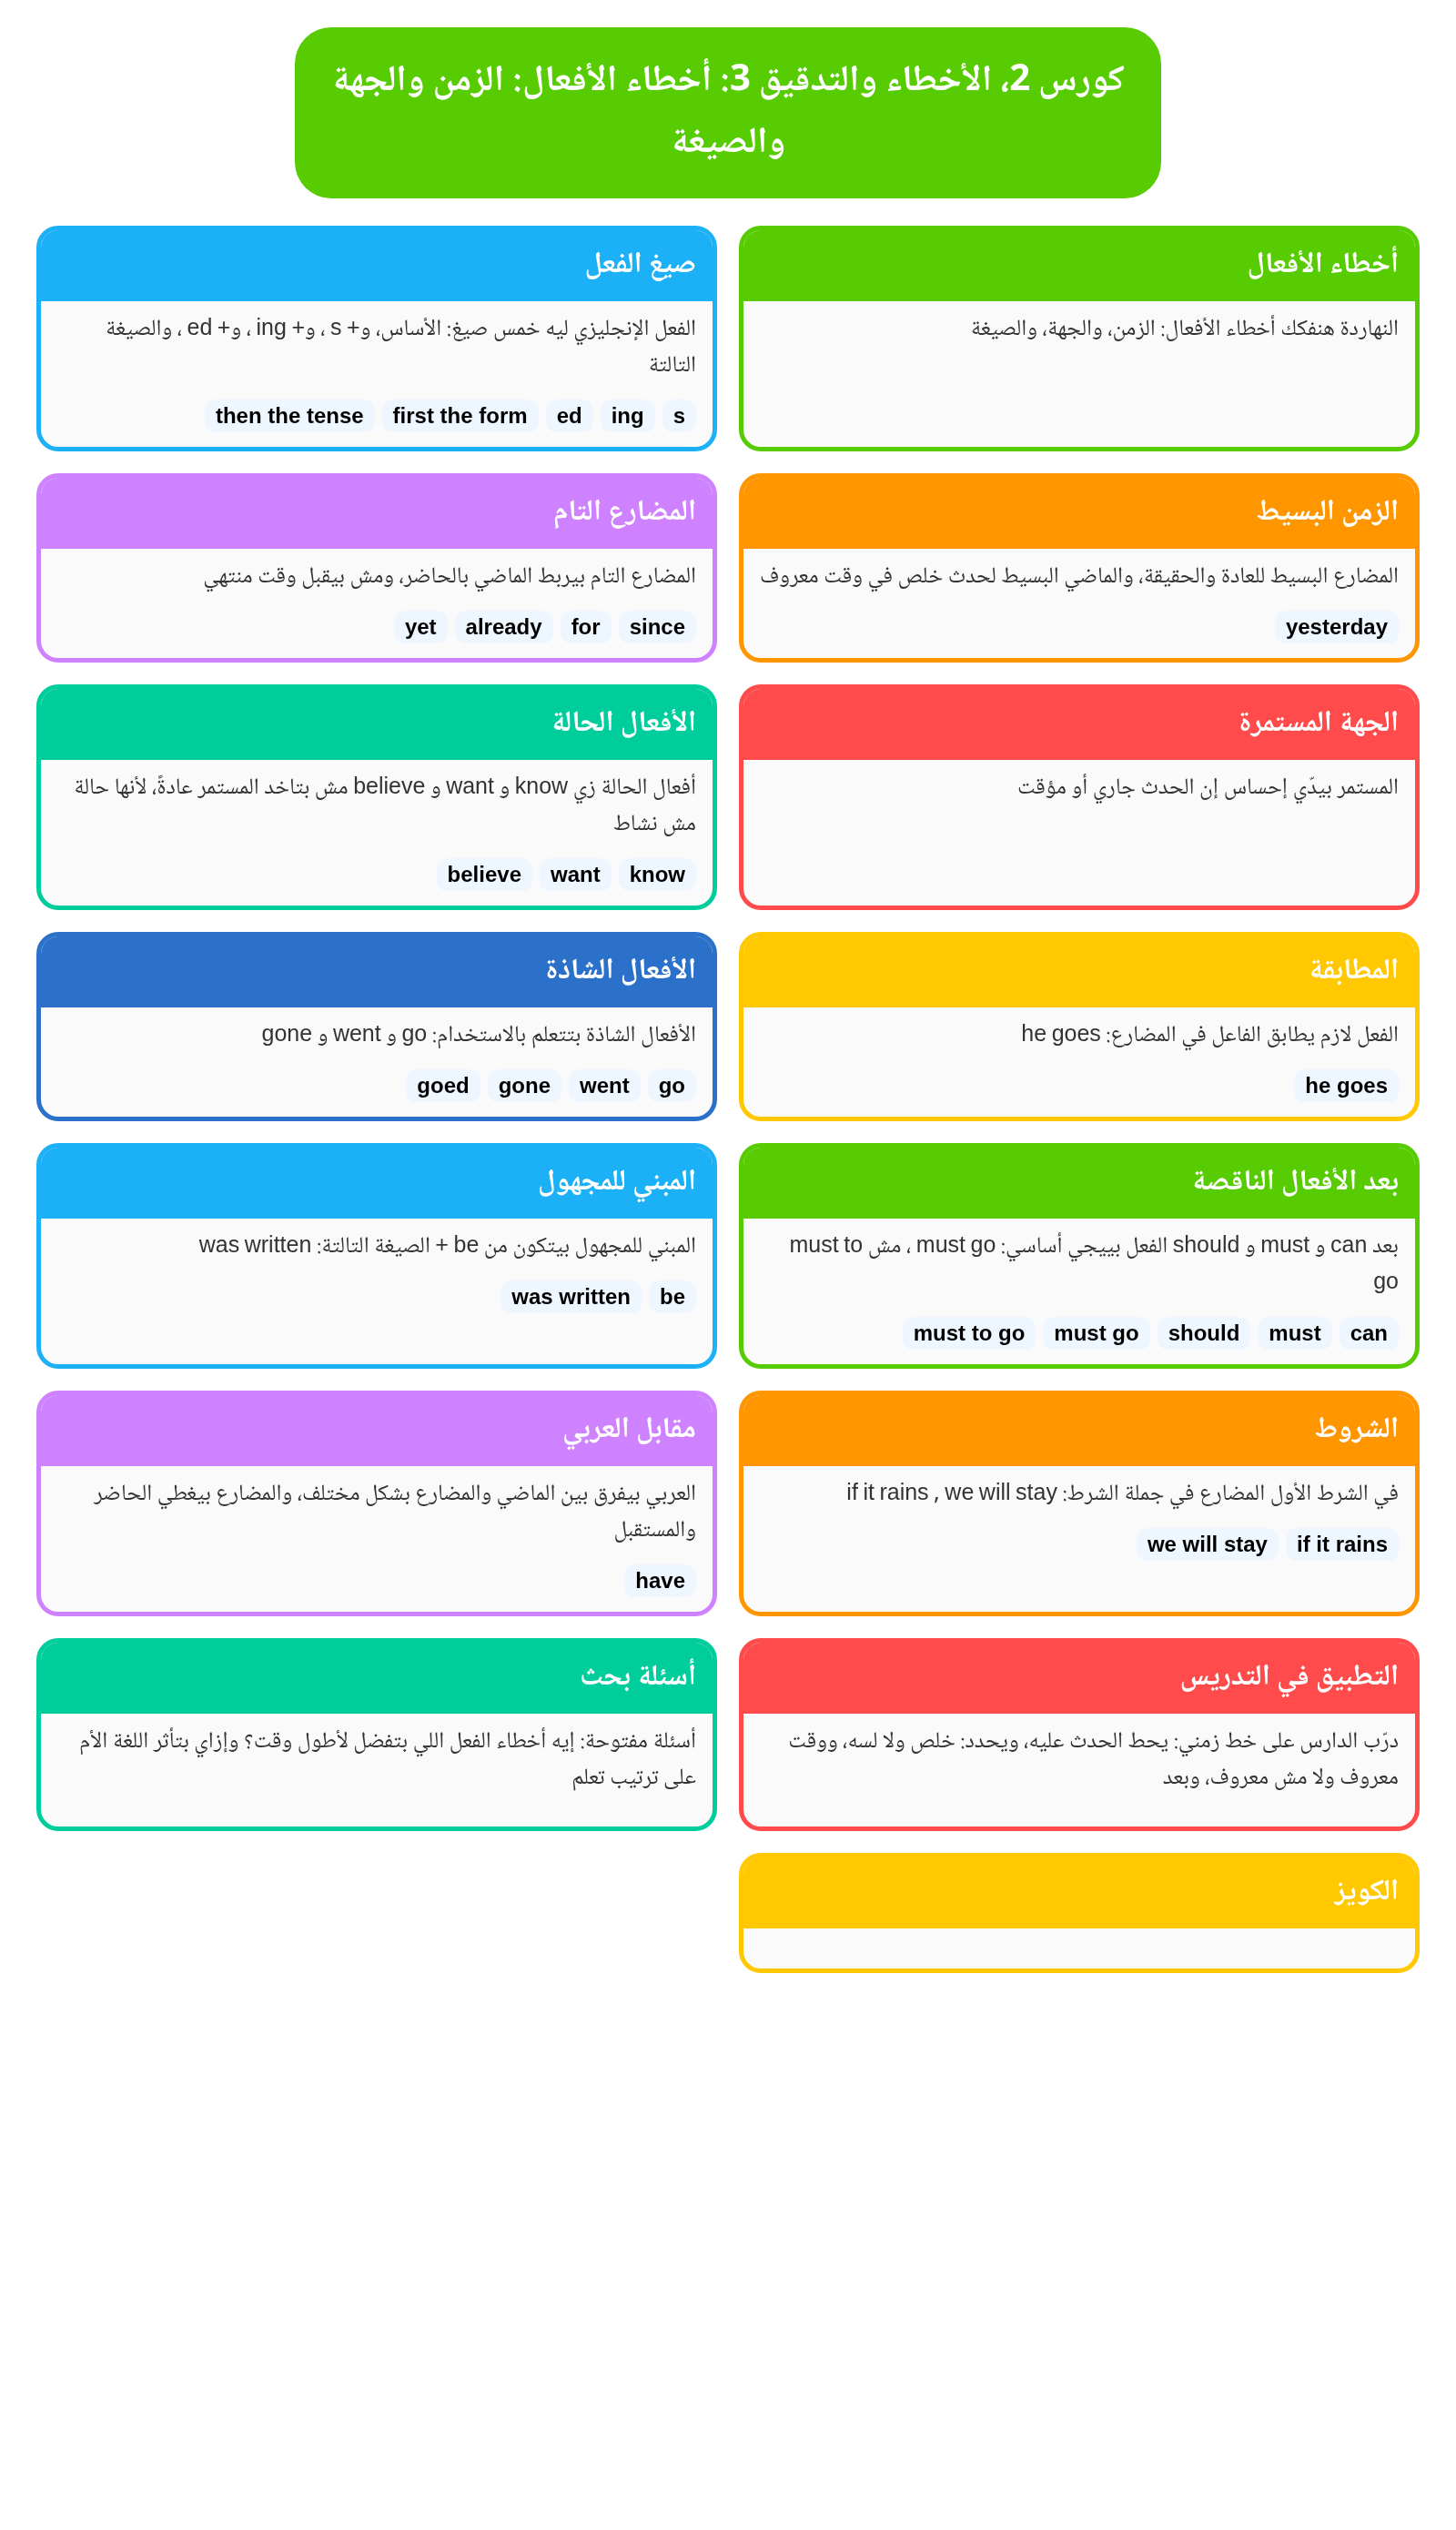 كورس 2، الأخطاء والتدقيق 3: أخطاء الأفعال: الزمن والجهة
والصيغة
أخطاء الأفعال
النهاردة هنفكك أخطاء الأفعال: الزمن، والجهة، والصيغة
صيغ الفعل
الفعل الإنجليزي ليه خمس صيغ: الأساس، و+ s ، و+ ing ، و+ ed ، والصيغة
التالتة
s ing ed first the form then the tense
الزمن البسيط
المضارع البسيط للعادة والحقيقة، والماضي البسيط لحدث خلص في وقت معروف
yesterday
المضارع التام
المضارع التام بيربط الماضي بالحاضر، ومش بيقبل وقت منتهي
since for already yet
الجهة المستمرة
المستمر بيدّي إحساس إن الحدث جاري أو مؤقت
الأفعال الحالة
أفعال الحالة زي know و want و believe مش بتاخد المستمر عادةً، لأنها حالة
مش نشاط
know want believe
المطابقة
الفعل لازم يطابق الفاعل في المضارع: he goes
he goes
الأفعال الشاذة
الأفعال الشاذة بتتعلم بالاستخدام: go و went و gone
go went gone goed
بعد الأفعال الناقصة
بعد can و must و should الفعل بييجي أساسي: must go ، مش must to
go
can must should must go must to go
المبني للمجهول
المبني للمجهول بيتكون من be + الصيغة التالتة: was written
be was written
الشروط
في الشرط الأول المضارع في جملة الشرط: if it rains , we will stay
if it rains we will stay
مقابل العربي
العربي بيفرق بين الماضي والمضارع بشكل مختلف، والمضارع بيغطي الحاضر
والمستقبل
have
التطبيق في التدريس
درّب الدارس على خط زمني: يحط الحدث عليه، ويحدد: خلص ولا لسه، ووقت
معروف ولا مش معروف، وبعد
أسئلة بحث
أسئلة مفتوحة: إيه أخطاء الفعل اللي بتفضل لأطول وقت؟ وإزاي بتأثر اللغة الأم
على ترتيب تعلم
الكويز